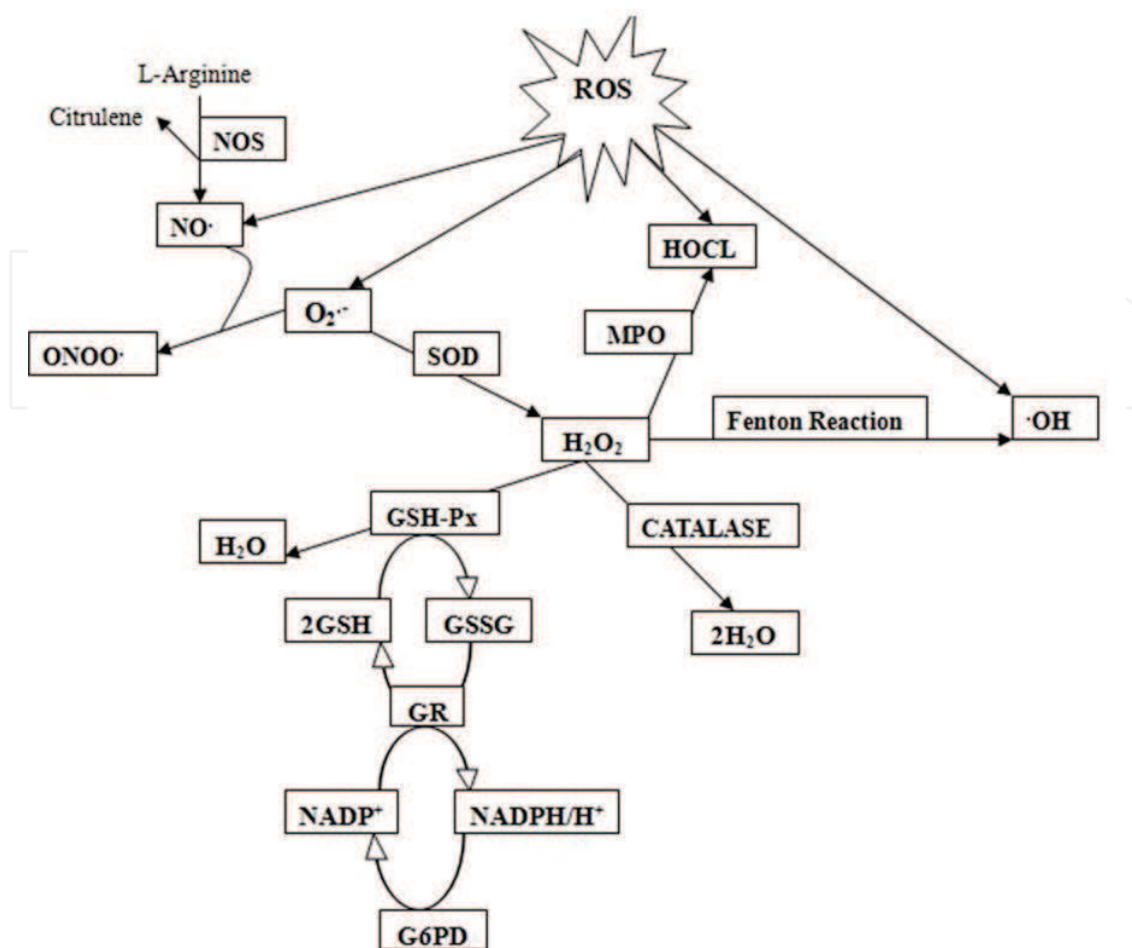 ROS
L-Arginine
Citrulene
NOS
NO·
HOCL
O₂·⁻
MPO
ONOO·
SOD
Fenton Reaction
·OH
H₂O₂
GSH-Px
CATALASE
H₂O
2GSH
GSSG
2H₂O
GR
NADP⁺
NADPH/H⁺
G6PD